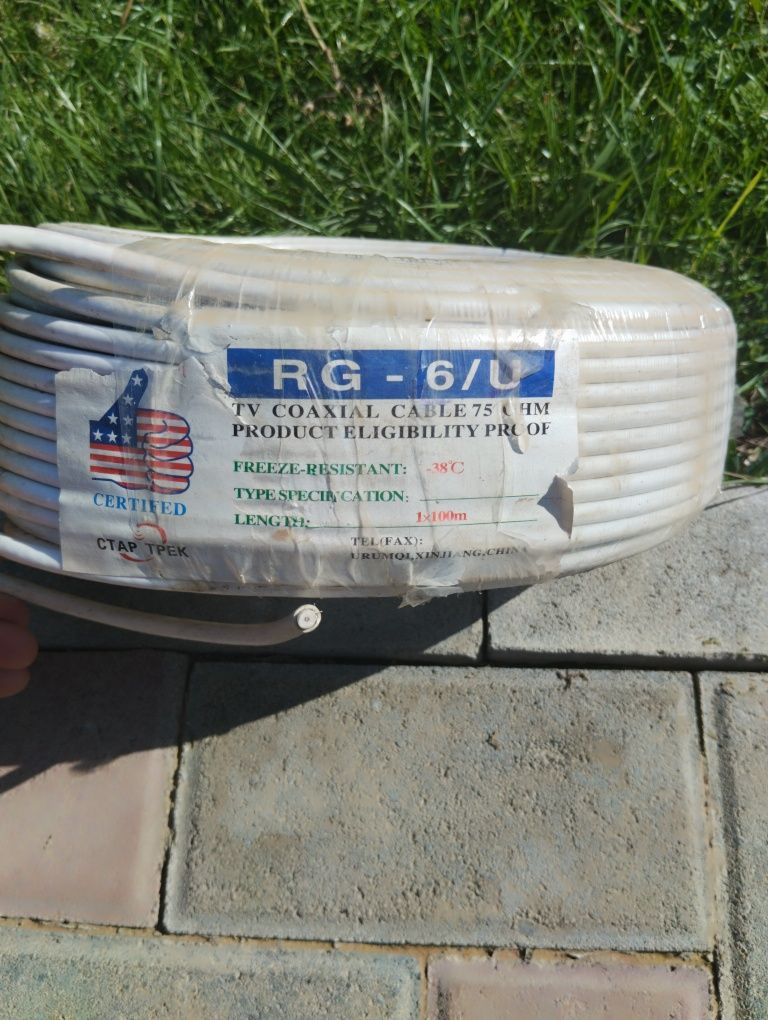 RG - 6/U
TV COAXIAL CABLE 75 OHM
PRODUCT ELIGIBILITY PROOF
FREEZE-RESISTANT: -38℃
TYPE SPECIFICATION:
LENGTH: 1×100m
TEL(FAX):
URUMQI,XINJIANG,CHINA
CERTIFED
СТАР ТРЕК